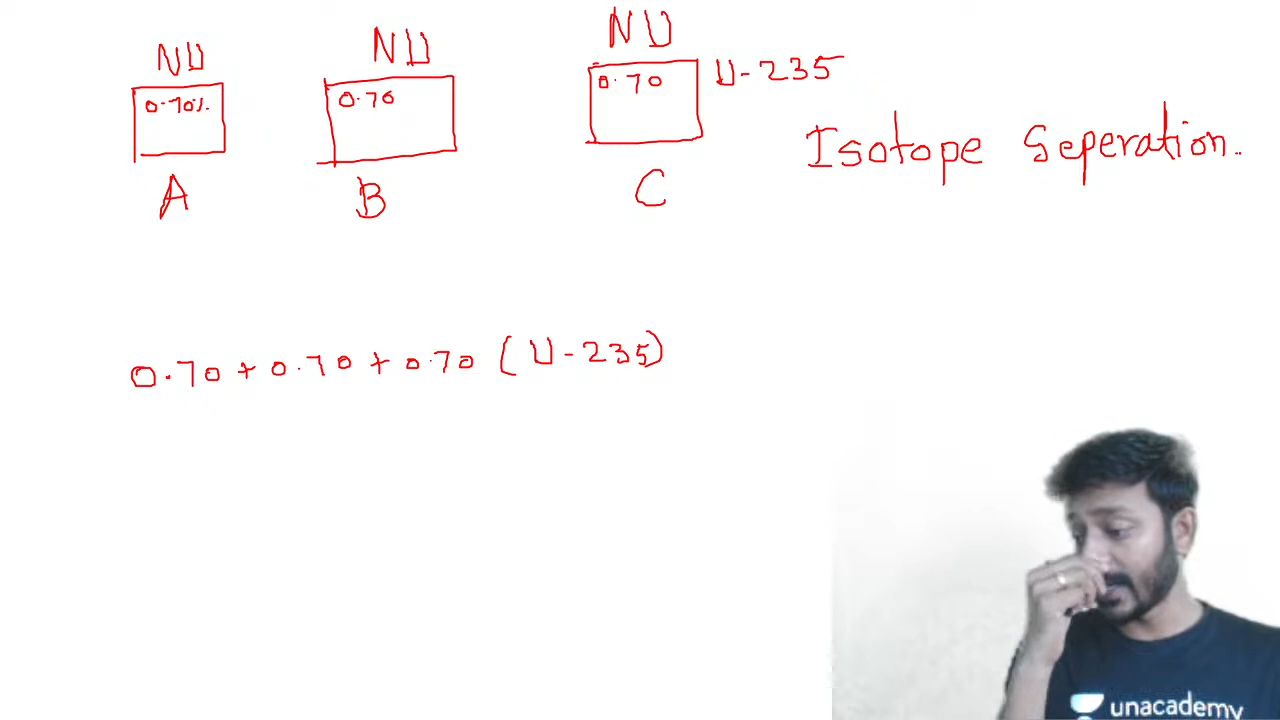 NU NU NU
0.70% 0.70 0.70 U-235
Isotope Seperation.
A B C
0.70 + 0.70 + 0.70 (U-235)
unacademy